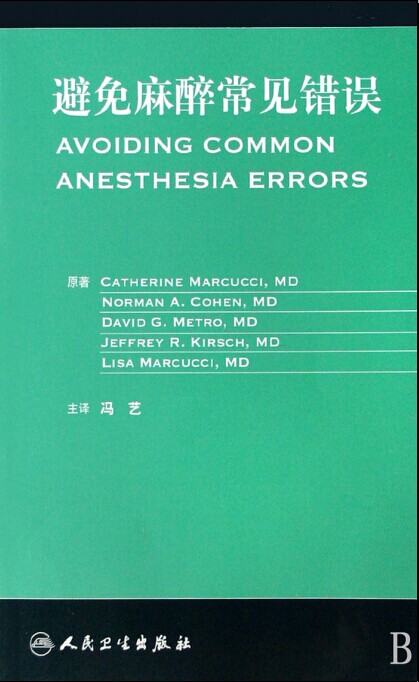 避免麻醉常见错误
AVOIDING COMMON
ANESTHESIA ERRORS
原著 CATHERINE MARCUCCI, MD
NORMAN A. COHEN, MD
DAVID G. METRO, MD
JEFFREY R. KIRSCH, MD
LISA MARCUCCI, MD
主译 冯 艺
人民卫生出版社
B